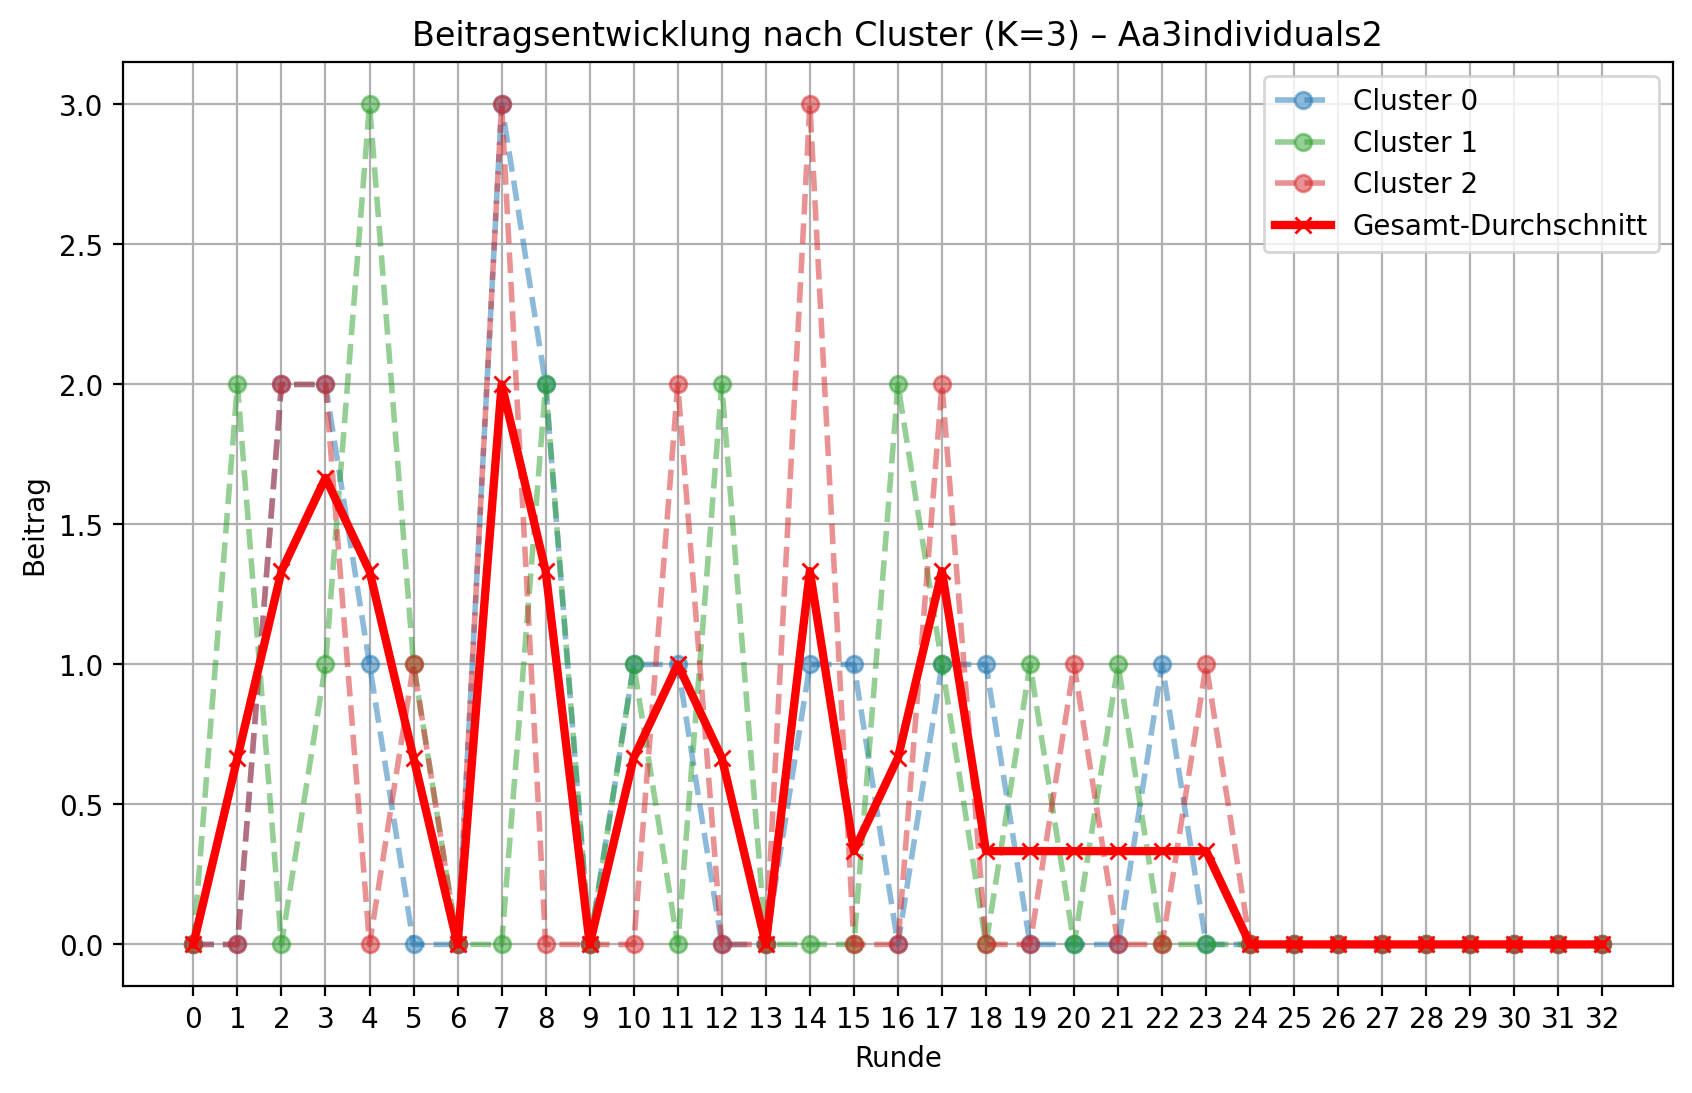 Beitragsentwicklung nach Cluster (K=3) – Aa3individuals2
Cluster 0
Cluster 1
Cluster 2
Gesamt-Durchschnitt
Beitrag
3.0
2.5
2.0
1.5
1.0
0.5
0.0
0 1 2 3 4 5 6 7 8 9 10 11 12 13 14 15 16 17 18 19 20 21 22 23 24 25 26 27 28 29 30 31 32
Runde